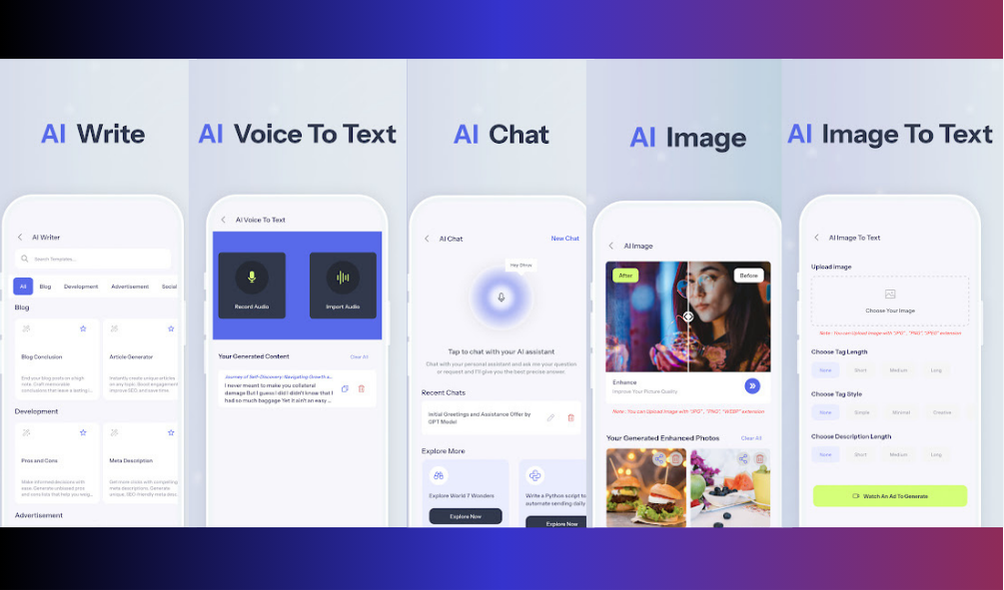 AI Write
AI Writer
Search Templates...
All Blog Development Advertisement Social
Blog
Blog Conclusion
End your blog posts on a high
note. Craft memorable
conclusions that leave a lasting i...
Article Generator
Instantly create unique articles
on any topic. Boost engagement,
improve SEO, and save time.
Development
Pros and Cons
Make informed decisions with
ease. Generate unbiased pros
and cons lists that help you weig...
Meta Description
Get more clicks with compelling
meta descriptions. Generate
unique, SEO-friendly meta desc
Advertisement
AI Voice To Text
AI Voice To Text
Record Audio
Import Audio
Your Generated Content
Clear All
Journey of Self-Discovery: Navigating Growth a...
I never meant to make you collateral
damage But I guess I did I didn't know that I
had so much baggage Yet it ain't on easy ...
AI Chat
AI Chat
New Chat
Hey Chirus
Tap to chat with your AI assistant
Chat with your personal assistant and ask me your question
or request and I'll give you the best precise answer.
Recent Chats
Initial Greetings and Assistance Offer by
GPT Model
Explore More
Explore World 7 Wonders
Explore Now
Write a Python script to
automate sending daily
Explore Now
AI Image
AI Image
After
Before
Enhance
Improve Your Picture Quality
Note : You can Upload Image with "JPG" , "PNG" "WEBP" extension
Your Generated Enhanced Photos
Clear All
AI Image To Text
AI Image To Text
Upload Image
Choose Your Image
Note : You can Upload Image with "JPG" , "PNG", "JPEG" extension
Choose Tag Length
None Short Medium Long
Choose Tag Style
None Simple Minimal Creative
Choose Description Length
None Short Medium Long
Watch An Ad To Generate